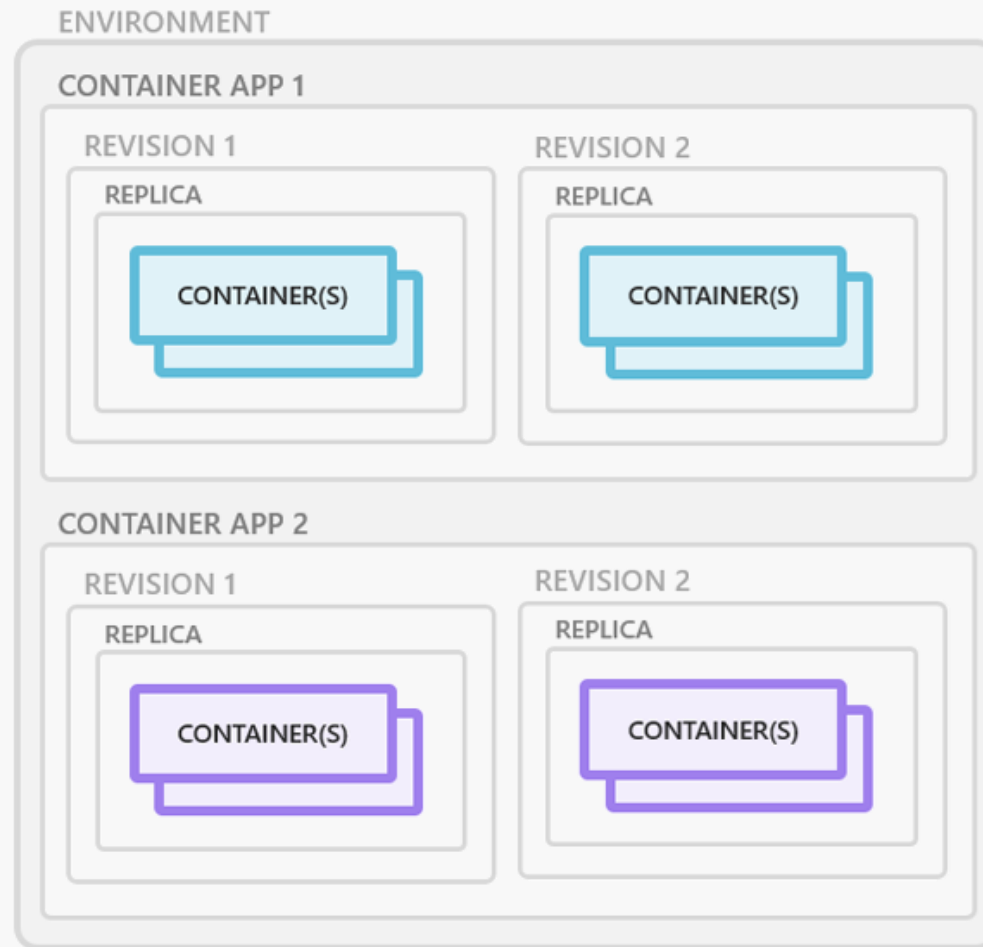 ENVIRONMENT
CONTAINER APP 1
REVISION 1
REPLICA
CONTAINER(S)
REVISION 2
REPLICA
CONTAINER(S)
CONTAINER APP 2
REVISION 1
REPLICA
CONTAINER(S)
REVISION 2
REPLICA
CONTAINER(S)